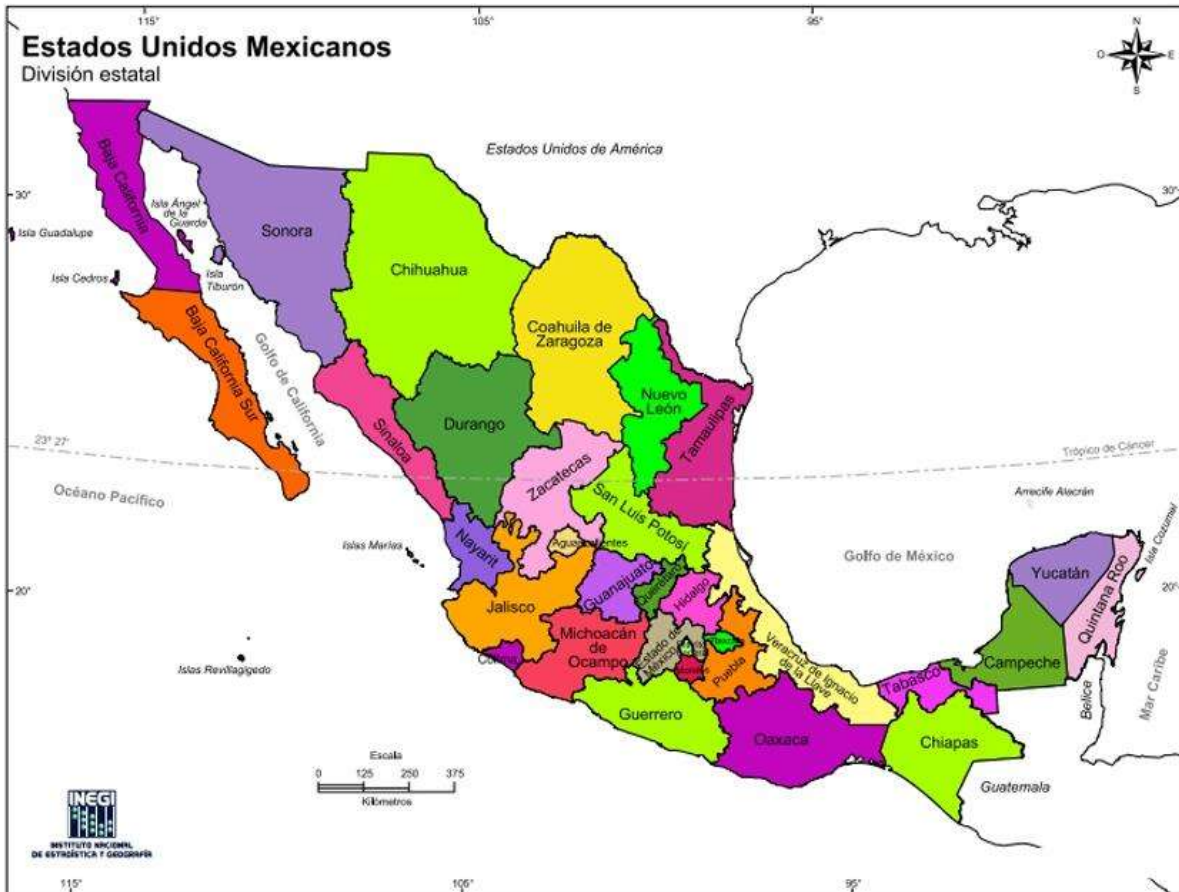 115°
105°
95°
Estados Unidos Mexicanos
División estatal
N
O
E
S
Estados Unidos de América
30°
30°
Baja California
Isla Ángel
de la
Guarda
Isla Guadalupe
Isla Cedros
Isla
Tiburón
Sonora
Chihuahua
Coahuila de
Zaragoza
Baja California Sur
Golfo de California
Sinaloa
Durango
Nuevo
León
Tamaulipas
23° 27'
Trópico de Cáncer
Océano Pacífico
Zacatecas
San Luis Potosí
Arrecife Alacrán
Islas Marías
Nayarit
Aguascalientes
Golfo de México
Isla Cozumel
Yucatán
Quintana Roo
20°
20°
Jalisco
Guanajuato
Querétaro
Hidalgo
Michoacán
de
Ocampo
Estado de
México
Colima
Puebla
Veracruz de Ignacio
de la Llave
Campeche
Tabasco
Islas Revillagigedo
Belice
Mar Caribe
Guerrero
Oaxaca
Chiapas
Guatemala
Escala
0 125 250 375
Kilómetros
INEGI
INSTITUTO NACIONAL
DE ESTADÍSTICA Y GEOGRAFÍA
115°
105°
95°